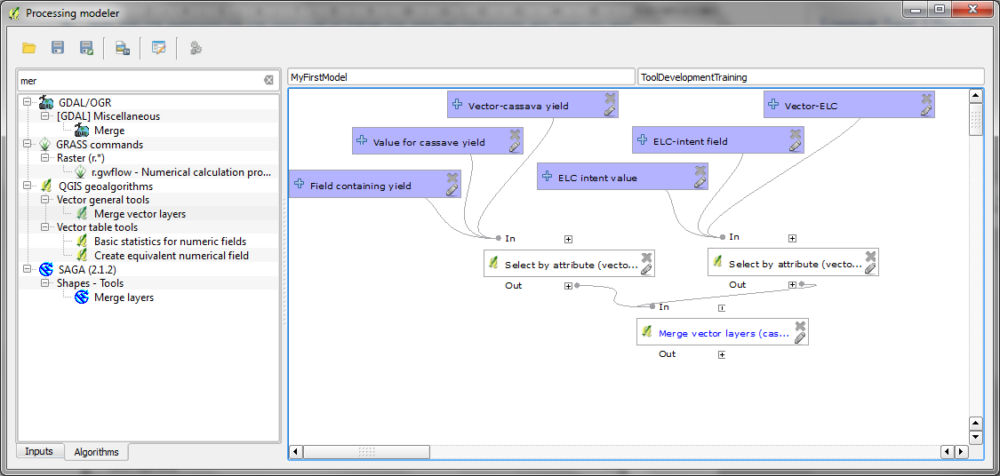 Processing modeler
mer
MyFirstModel
ToolDevelopmentTraining
GDAL/OGR
[GDAL] Miscellaneous
Merge
GRASS commands
Raster (r.*)
r.gwflow - Numerical calculation pro...
QGIS geoalgorithms
Vector general tools
Merge vector layers
Vector table tools
Basic statistics for numeric fields
Create equivalent numerical field
SAGA (2.1.2)
Shapes - Tools
Merge layers
Inputs
Algorithms
Vector-cassava yield
Vector-ELC
Value for cassave yield
ELC-intent field
Field containing yield
ELC intent value
In
In
Select by attribute (vecto...
Select by attribute (vecto...
Out
Out
In
Merge vector layers (cas...
Out